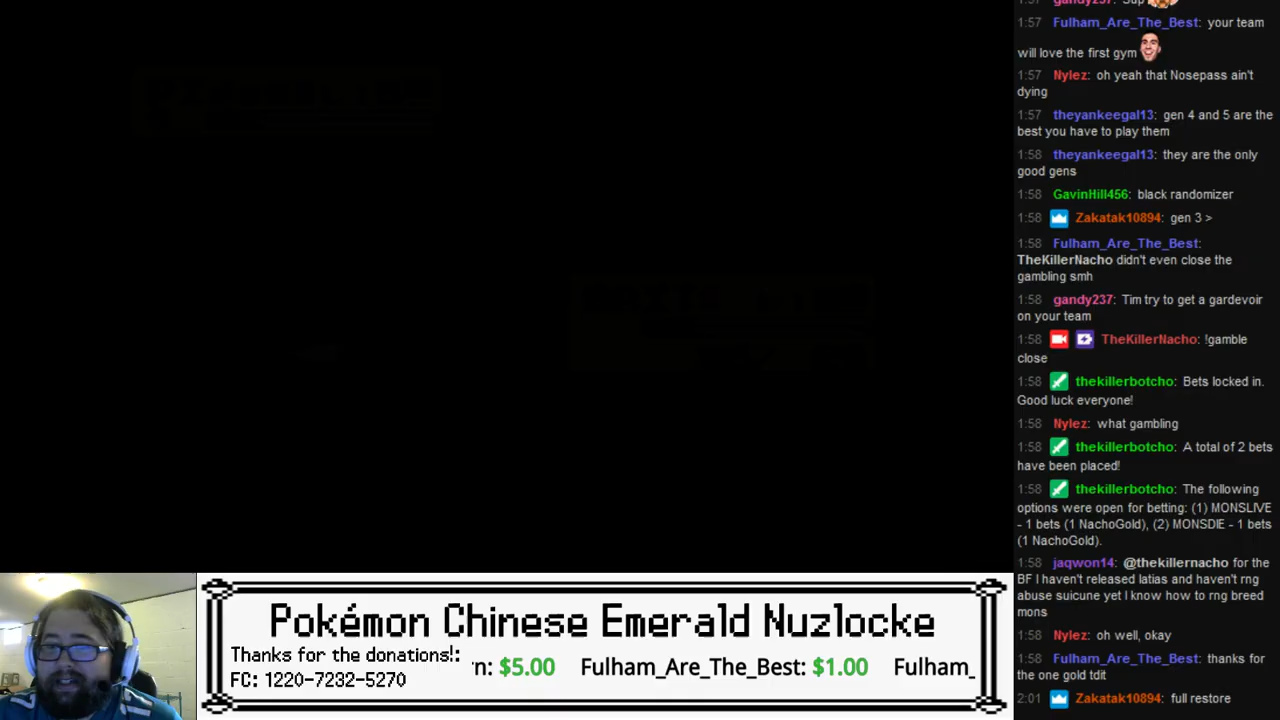 1:57 gandy237: Sup
1:57 Fulham_Are_The_Best: your team
will love the first gym
1:57 Nylez: oh yeah that Nosepass ain't
dying
1:57 theyankeegal13: gen 4 and 5 are the
best you have to play them
1:58 theyankeegal13: they are the only
good gens
1:58 GavinHill456: black randomizer
1:58 Zakatak10894: gen 3 >
1:58 Fulham_Are_The_Best:
TheKillerNacho didn't even close the
gambling smh
1:58 gandy237: Tim try to get a gardevoir
on your team
1:58 TheKillerNacho: !gamble
close
1:58 thekillerbotcho: Bets locked in.
Good luck everyone!
1:58 Nylez: what gambling
1:58 thekillerbotcho: A total of 2 bets
have been placed!
1:58 thekillerbotcho: The following
options were open for betting: (1) MONSLIVE
- 1 bets (1 NachoGold), (2) MONSDIE - 1 bets
(1 NachoGold).
1:58 jaqwon14: @thekillernacho for the
BF I haven't released latias and haven't rng
abuse suicune yet I know how to rng breed
mons
1:58 Nylez: oh well, okay
1:58 Fulham_Are_The_Best: thanks for
the one gold tdit
2:01 Zakatak10894: full restore
Pokémon Chinese Emerald Nuzlocke
Thanks for the donations!:
rn: $5.00 Fulham_Are_The_Best: $1.00 Fulham_
FC: 1220-7232-5270